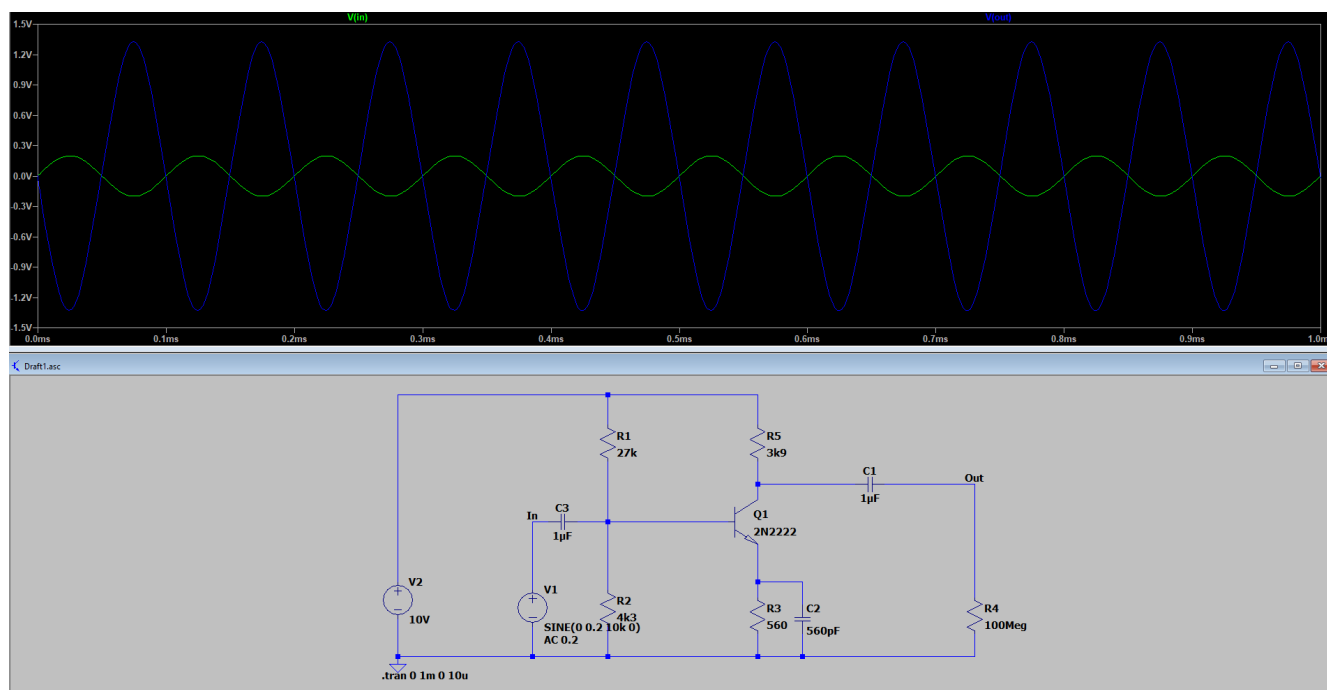 V(in) V(out)
1.5V
1.2V
0.9V
0.6V
0.3V
0.0V
-0.3V
-0.6V
-0.9V
-1.2V
-1.5V
0.0ms 0.1ms 0.2ms 0.3ms 0.4ms 0.5ms 0.6ms 0.7ms 0.8ms 0.9ms 1.0m
Draft1.asc
R1
27k
R5
3k9
C1
1µF
Out
In
C3
1µF
Q1
2N2222
V2
10V
V1
SINE(0 0.2 10k 0)
AC 0.2
R2
4k3
R3
560
C2
560pF
R4
100Meg
.tran 0 1m 0 10u